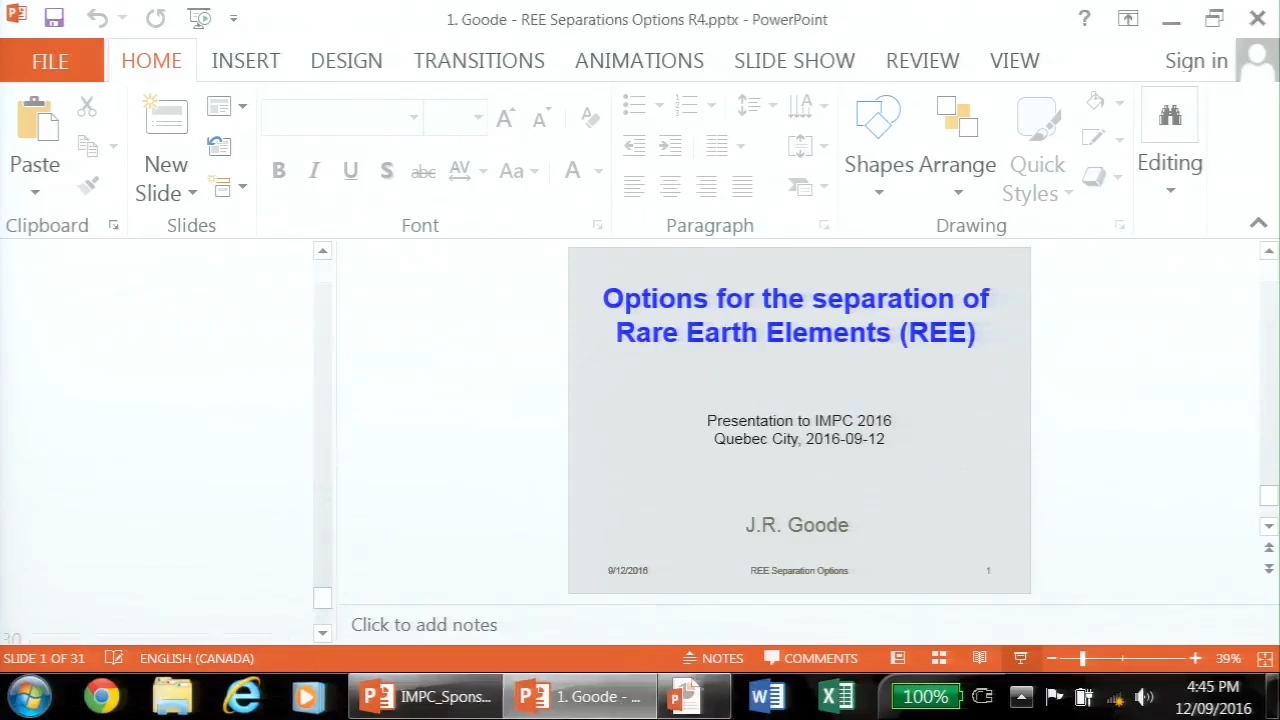 1. Goode - REE Separations Options R4.pptx - PowerPoint
FILE
HOME
INSERT
DESIGN
TRANSITIONS
ANIMATIONS
SLIDE SHOW
REVIEW
VIEW
Sign in
Paste
New
Slide
B I U S abc AV Aa A
Shapes
Arrange
Quick
Styles
Editing
Clipboard
Slides
Font
Paragraph
Drawing
Options for the separation of
Rare Earth Elements (REE)
Presentation to IMPC 2016
Quebec City, 2016-09-12
J.R. Goode
9/12/2016
REE Separation Options
1
30
Click to add notes
SLIDE 1 OF 31
ENGLISH (CANADA)
NOTES
COMMENTS
39%
IMPC_Spons...
1. Goode - ...
100%
4:45 PM
12/09/2016